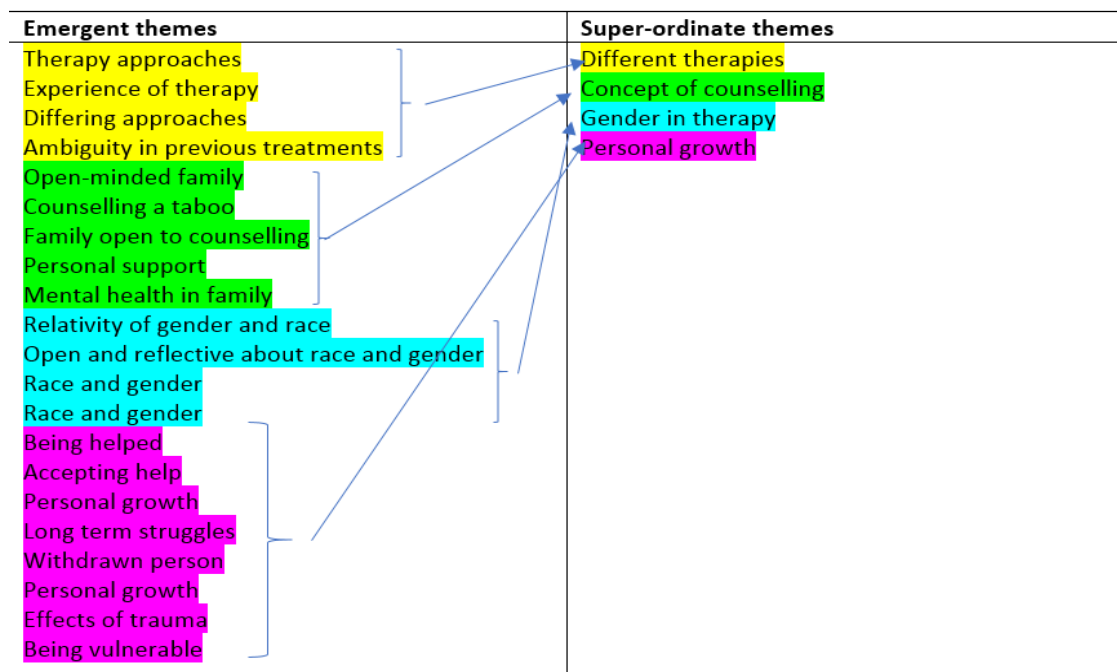 Emergent themes
Super-ordinate themes
Therapy approaches
Experience of therapy
Differing approaches
Ambiguity in previous treatments
Open-minded family
Counselling a taboo
Family open to counselling
Personal support
Mental health in family
Relativity of gender and race
Open and reflective about race and gender
Race and gender
Race and gender
Being helped
Accepting help
Personal growth
Long term struggles
Withdrawn person
Personal growth
Effects of trauma
Being vulnerable
Different therapies
Concept of counselling
Gender in therapy
Personal growth